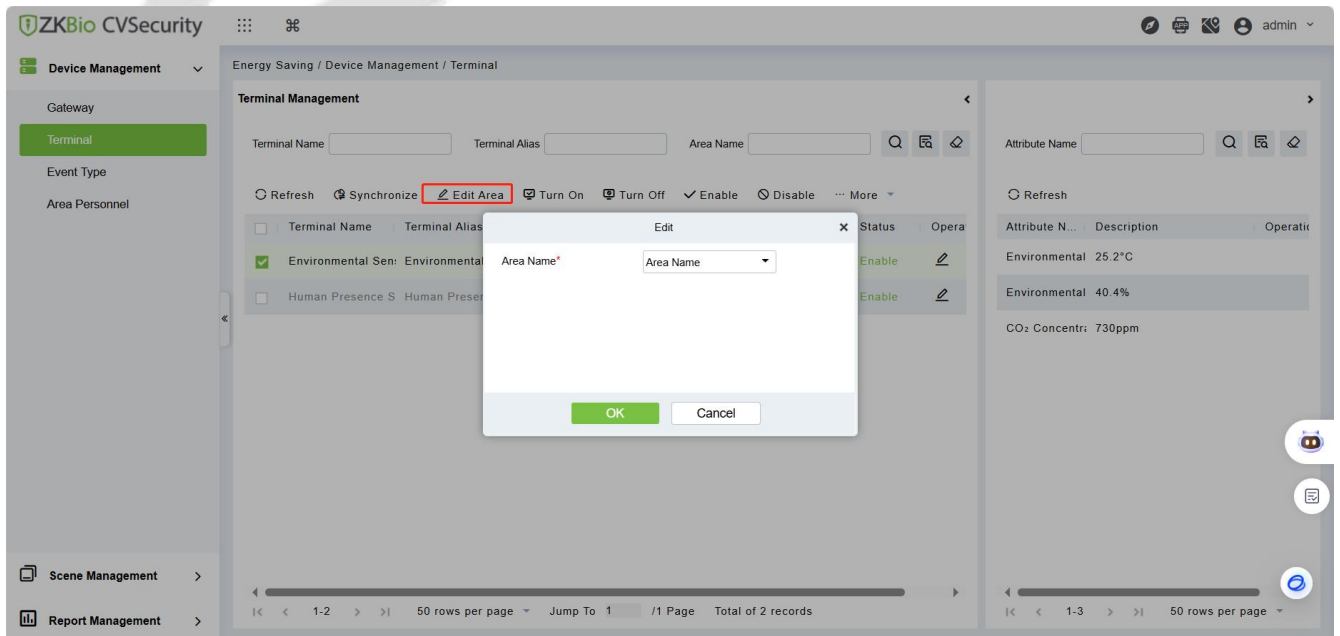 ZKBio CVSecurity
admin
Device Management
Gateway
Terminal
Event Type
Area Personnel
Scene Management
Report Management
Energy Saving / Device Management / Terminal
Terminal Management
Terminal Name Terminal Alias Area Name
Refresh Synchronize Edit Area Turn On Turn Off Enable Disable ··· More
Terminal Name Terminal Alias Status Opera
Environmental Sen Environmental Enable
Human Presence S Human Preser Enable
Edit
Area Name* Area Name
OK Cancel
1-2 50 rows per page Jump To 1 /1 Page Total of 2 records
Attribute Name
Refresh
Attribute N... Description Operatio
Environmental 25.2°C
Environmental 40.4%
CO₂ Concentra 730ppm
1-3 50 rows per page
APP